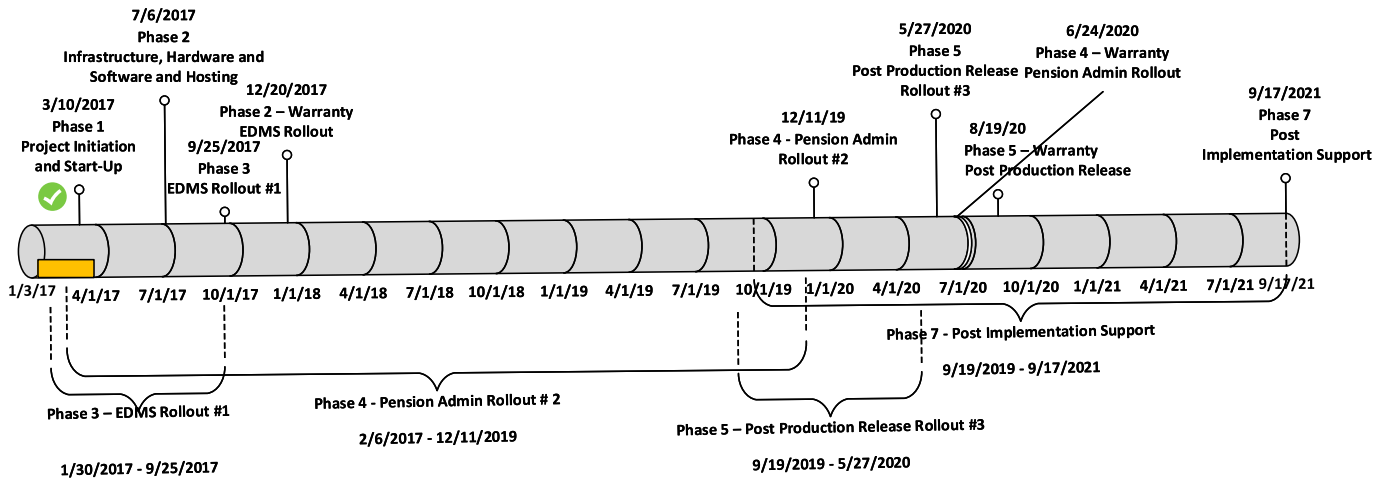 7/6/2017
Phase 2
Infrastructure, Hardware and
Software and Hosting
3/10/2017
Phase 1
Project Initiation
and Start-Up
12/20/2017
Phase 2 – Warranty
EDMS Rollout
9/25/2017
Phase 3
EDMS Rollout #1
12/11/19
Phase 4 - Pension Admin
Rollout #2
5/27/2020
Phase 5
Post Production Release
Rollout #3
6/24/2020
Phase 4 – Warranty
Pension Admin Rollout
8/19/20
Phase 5 – Warranty
Post Production Release
9/17/2021
Phase 7
Post
Implementation Support
1/3/17
4/1/17
7/1/17
10/1/17
1/1/18
4/1/18
7/1/18
10/1/18
1/1/19
4/1/19
7/1/19
10/1/19
1/1/20
4/1/20
7/1/20
10/1/20
1/1/21
4/1/21
7/1/21
9/17/21
Phase 7 - Post Implementation Support
9/19/2019 - 9/17/2021
Phase 3 – EDMS Rollout #1
1/30/2017 - 9/25/2017
Phase 4 - Pension Admin Rollout # 2
2/6/2017 - 12/11/2019
Phase 5 – Post Production Release Rollout #3
9/19/2019 - 5/27/2020